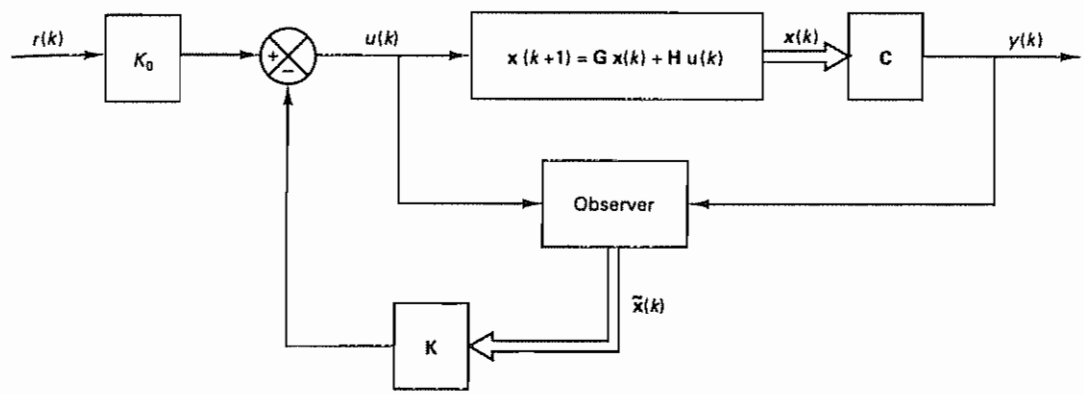 r(k)
K₀
+
−
u(k)
x (k+1) = G x(k) + H u(k)
x(k)
C
y(k)
Observer
x̃(k)
K